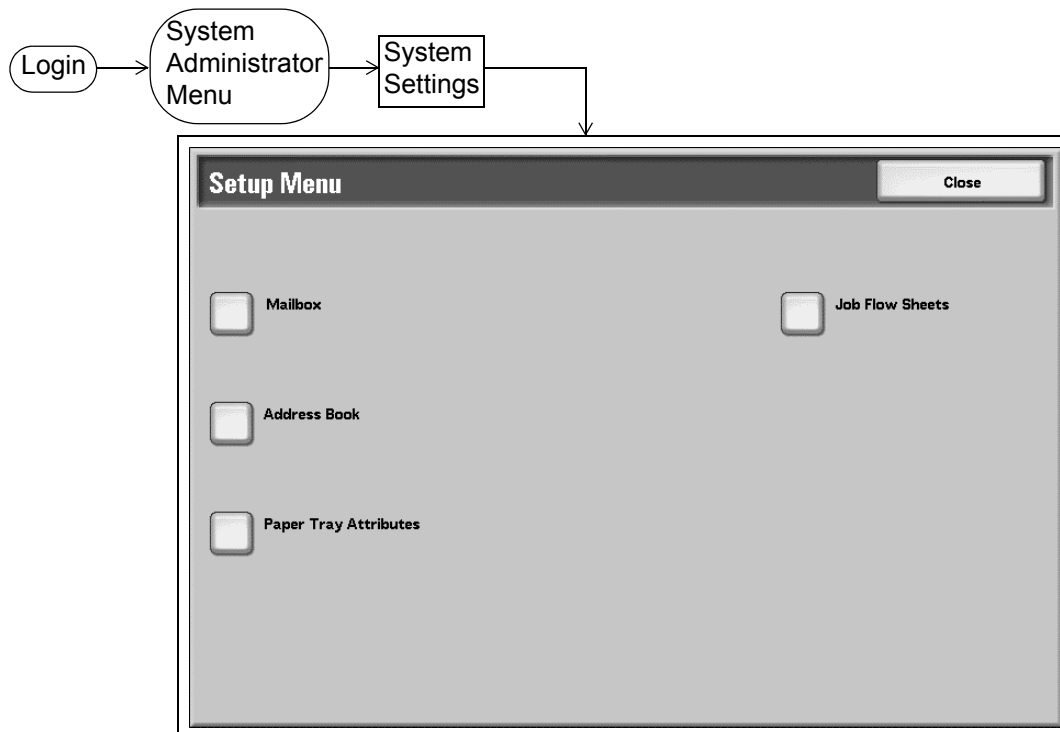 Login
System
Administrator
Menu
System
Settings
Setup Menu
Close
Mailbox
Job Flow Sheets
Address Book
Paper Tray Attributes